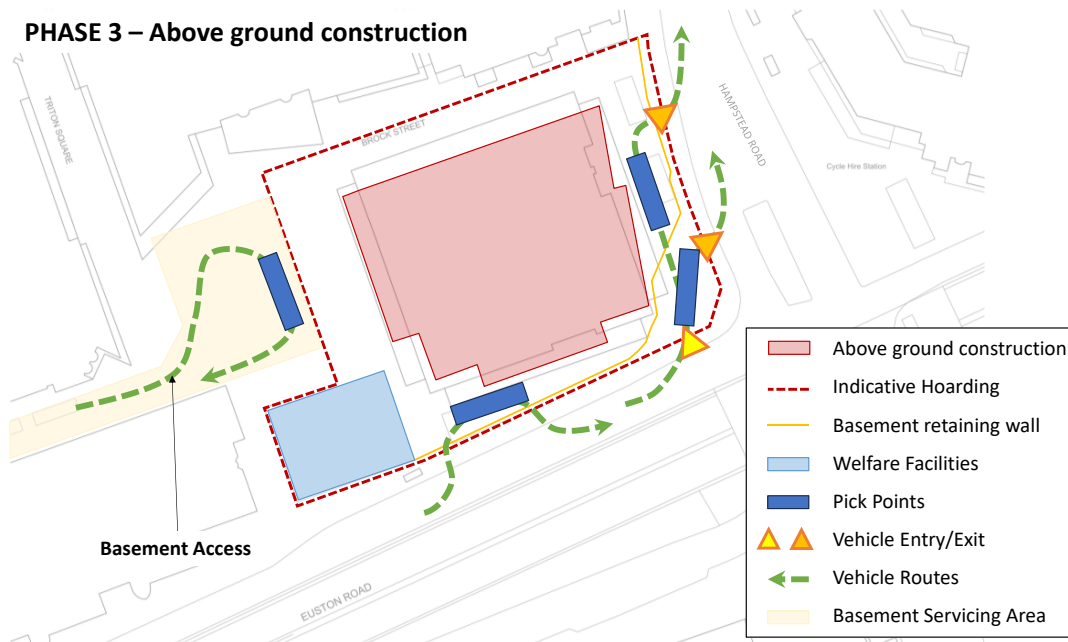 PHASE 3 – Above ground construction
TRITON SQUARE
BROCK STREET
HAMPSTEAD ROAD
Cycle Hire Station
Basement Access
EUSTON ROAD
Above ground construction
Indicative Hoarding
Basement retaining wall
Welfare Facilities
Pick Points
Vehicle Entry/Exit
Vehicle Routes
Basement Servicing Area